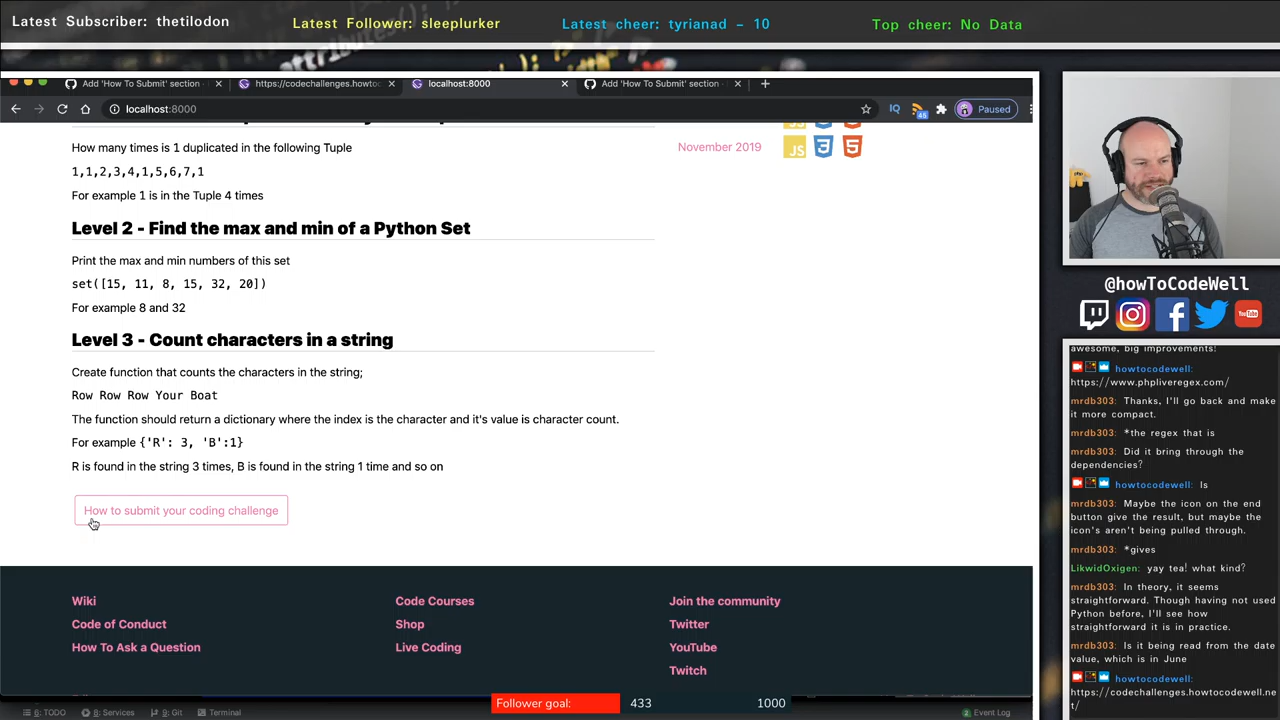 Latest Subscriber: thetilodon
Latest Follower: sleeplurker
Latest cheer: tyrianad - 10
Top cheer: No Data
Add 'How To Submit' section
https://codechallenges.howto
localhost:8000
Add 'How To Submit' section
localhost:8000
IQ
46
Paused
How many times is 1 duplicated in the following Tuple
1,1,2,3,4,1,5,6,7,1
For example 1 is in the Tuple 4 times
Level 2 - Find the max and min of a Python Set
Print the max and min numbers of this set
set([15, 11, 8, 15, 32, 20])
For example 8 and 32
Level 3 - Count characters in a string
Create function that counts the characters in the string;
Row Row Row Your Boat
The function should return a dictionary where the index is the character and it's value is character count.
For example {'R': 3, 'B':1}
R is found in the string 3 times, B is found in the string 1 time and so on
How to submit your coding challenge
November 2019
JS 3 5
Wiki
Code of Conduct
How To Ask a Question
Code Courses
Shop
Live Coding
Join the community
Twitter
YouTube
Twitch
6: TODO
8: Services
9: Git
Terminal
Event Log
Follower goal: 433 1000
@howToCodeWell
You Tube
awesome, big improvements!
howtocodewell:
https://www.phpliveregex.com/
mrdb303: Thanks, I'll go back and make
it more compact.
mrdb303: *the regex that is
mrdb303: Did it bring through the
dependencies?
howtocodewell: Is
mrdb303: Maybe the icon on the end
button give the result, but maybe the
icon's aren't being pulled through.
mrdb303: *gives
LikwidOxigen: yay tea! what kind?
mrdb303: In theory, it seems
straightforward. Though having not used
Python before, I'll see how
straightforward it is in practice.
mrdb303: Is it being read from the date
value, which is in June
howtocodewell:
https://codechallenges.howtocodewell.ne
t/